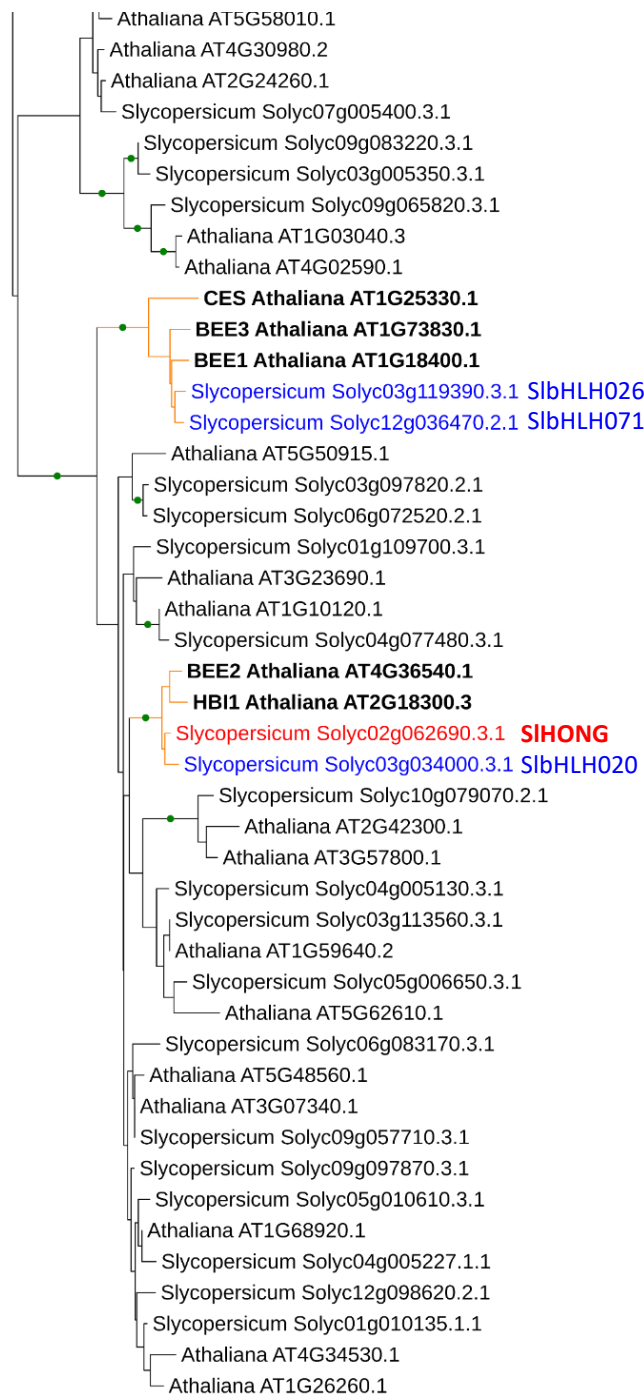 Athaliana AT5G58010.1
Athaliana AT4G30980.2
Athaliana AT2G24260.1
Slycopersicum Solyc07g005400.3.1
Slycopersicum Solyc09g083220.3.1
Slycopersicum Solyc03g005350.3.1
Slycopersicum Solyc09g065820.3.1
Athaliana AT1G03040.3
Athaliana AT4G02590.1
CES Athaliana AT1G25330.1
BEE3 Athaliana AT1G73830.1
BEE1 Athaliana AT1G18400.1
Slycopersicum Solyc03g119390.3.1 SlbHLH026
Slycopersicum Solyc12g036470.2.1 SlbHLH071
Athaliana AT5G50915.1
Slycopersicum Solyc03g097820.2.1
Slycopersicum Solyc06g072520.2.1
Slycopersicum Solyc01g109700.3.1
Athaliana AT3G23690.1
Athaliana AT1G10120.1
Slycopersicum Solyc04g077480.3.1
BEE2 Athaliana AT4G36540.1
HBI1 Athaliana AT2G18300.3
Slycopersicum Solyc02g062690.3.1 SlHONG
Slycopersicum Solyc03g034000.3.1 SlbHLH020
Slycopersicum Solyc10g079070.2.1
Athaliana AT2G42300.1
Athaliana AT3G57800.1
Slycopersicum Solyc04g005130.3.1
Slycopersicum Solyc03g113560.3.1
Athaliana AT1G59640.2
Slycopersicum Solyc05g006650.3.1
Athaliana AT5G62610.1
Slycopersicum Solyc06g083170.3.1
Athaliana AT5G48560.1
Athaliana AT3G07340.1
Slycopersicum Solyc09g057710.3.1
Slycopersicum Solyc09g097870.3.1
Slycopersicum Solyc05g010610.3.1
Athaliana AT1G68920.1
Slycopersicum Solyc04g005227.1.1
Slycopersicum Solyc12g098620.2.1
Slycopersicum Solyc01g010135.1.1
Athaliana AT4G34530.1
Athaliana AT1G26260.1